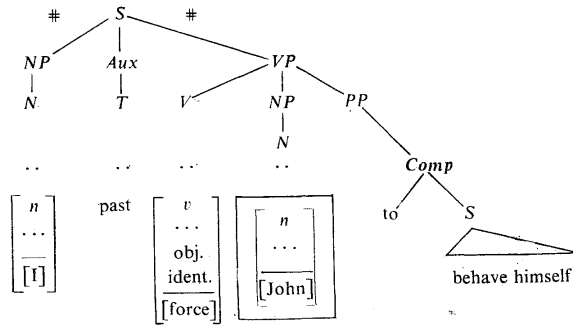 # S #
NP Aux VP
N T V NP PP
N
.. .. .. ..
Comp
n past v n to S
... ... ...
obj.
[I] ident. [John] behave himself
[force]